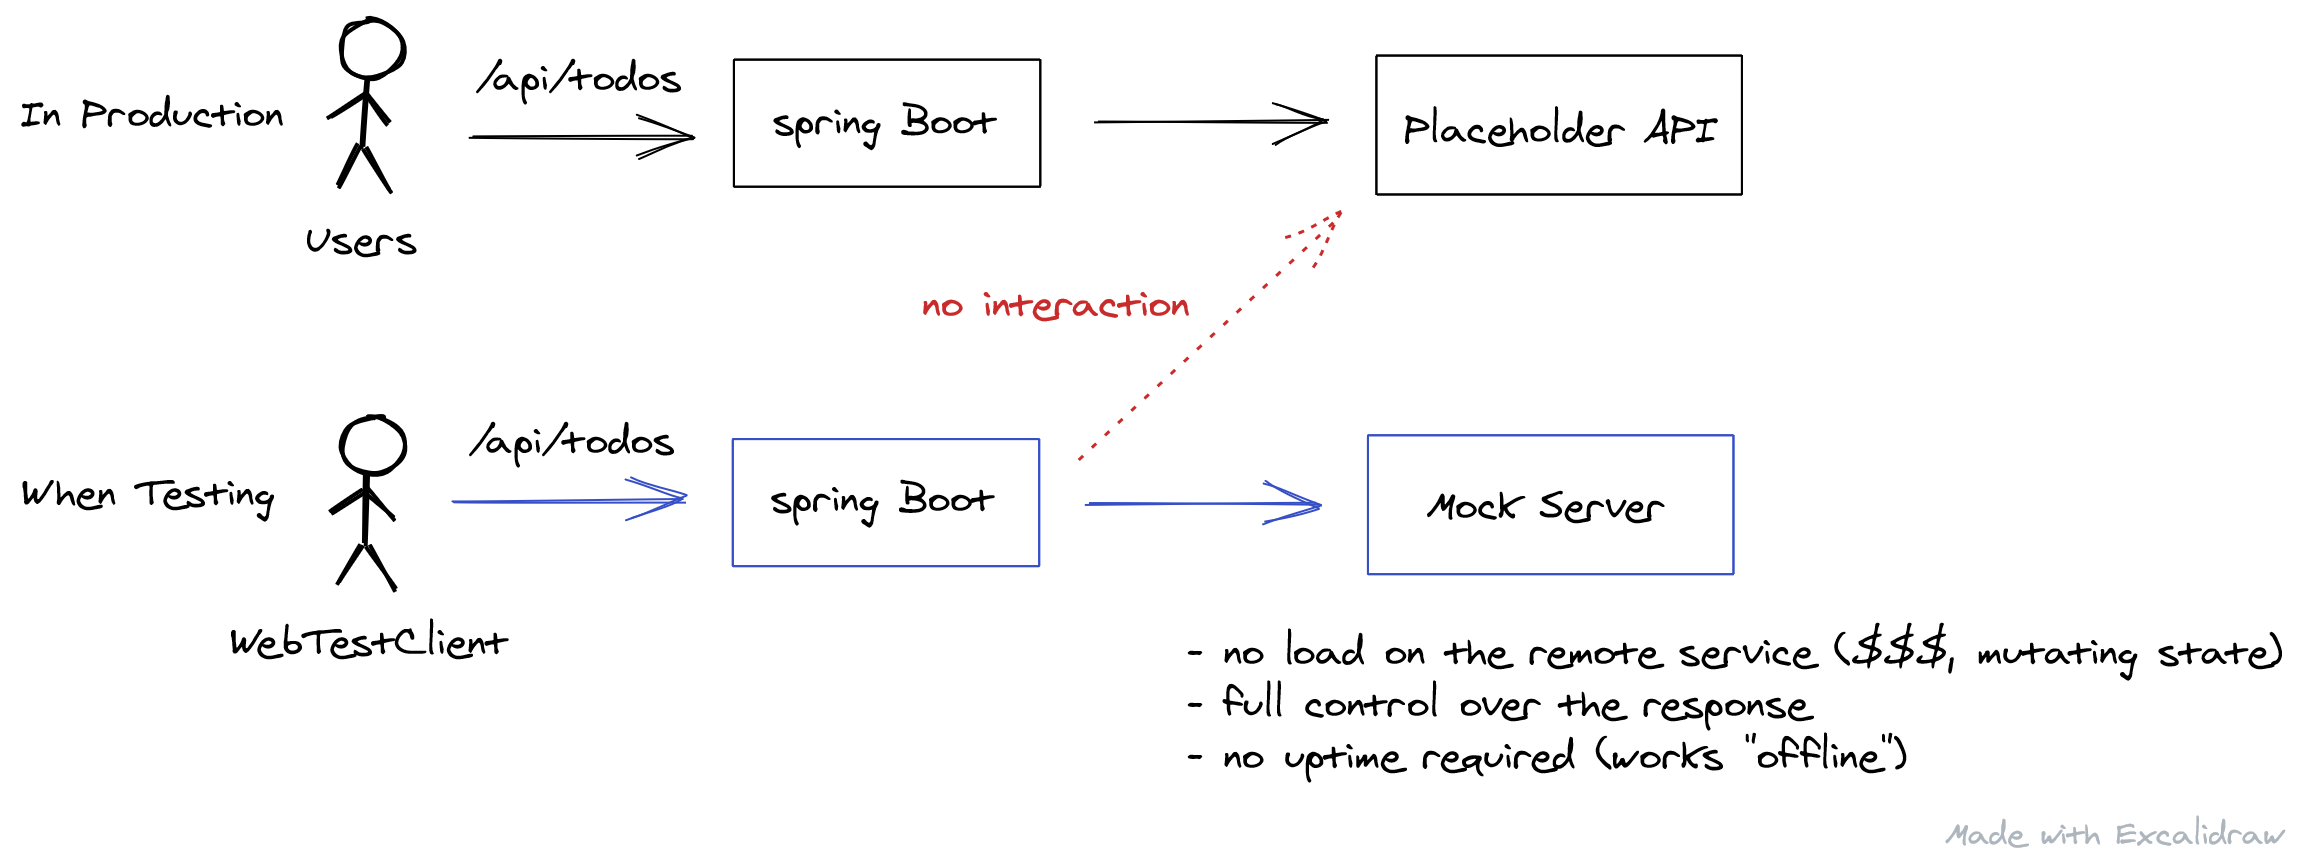 In Production
/api/todos
spring Boot
Placeholder API
Users
no interaction
When Testing
/api/todos
spring Boot
Mock Server
WebTestClient
- no load on the remote service ($$$, mutating state)
- full control over the response
- no uptime required (works "offline")
Made with Excalidraw